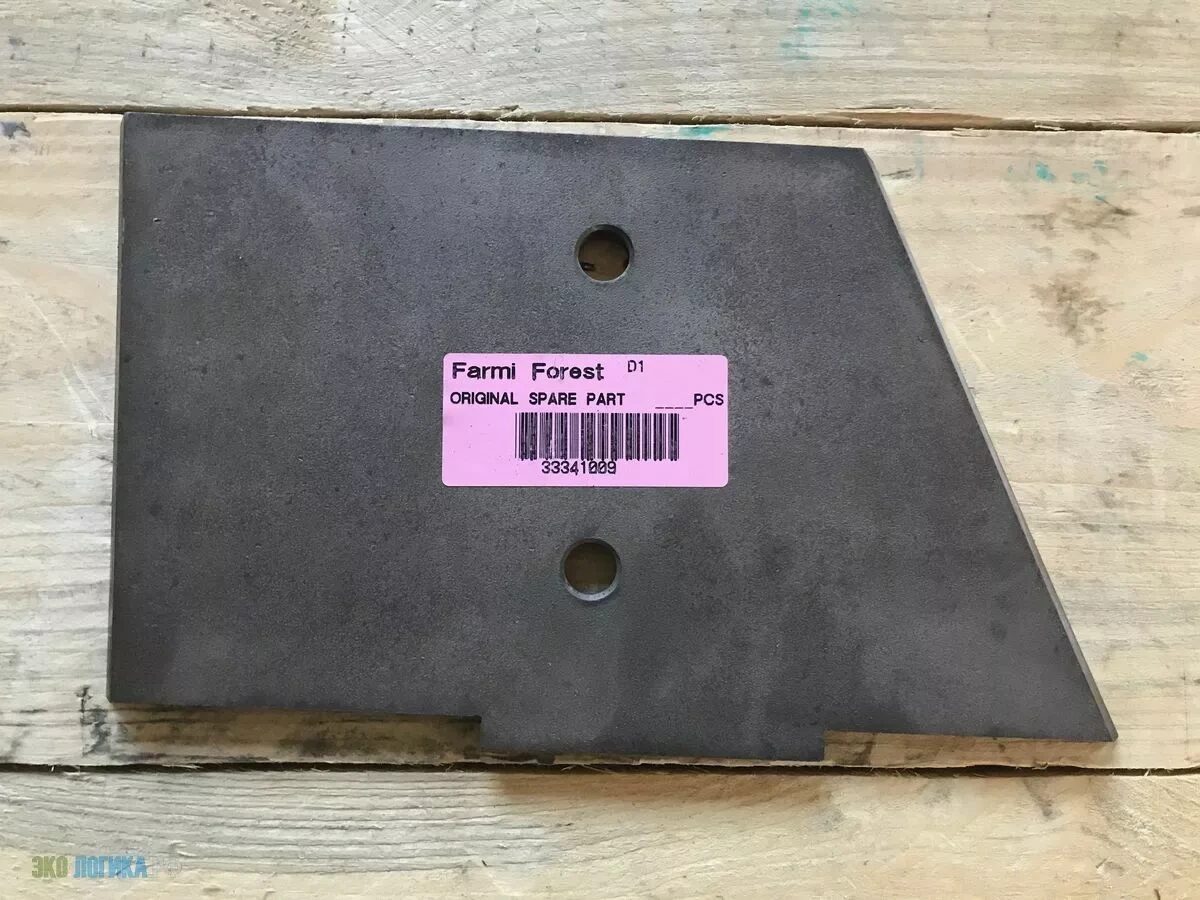 Farmi Forest D1
ORIGINAL SPARE PART ____PCS
33341009
ЭКО ЛОГИКА